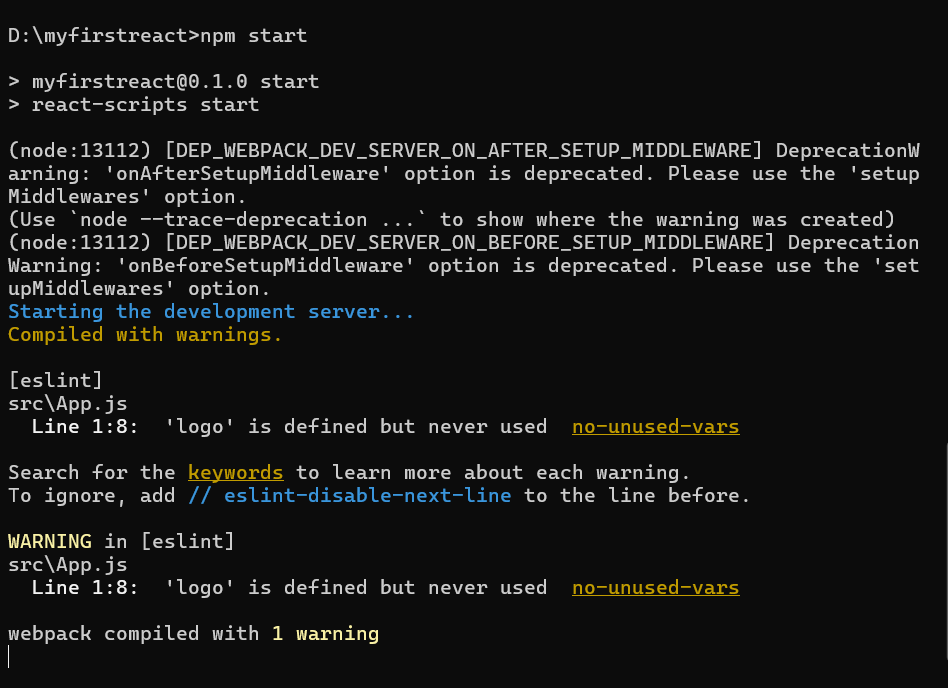 D:\myfirstreact>npm start
> myfirstreact@0.1.0 start
> react-scripts start
(node:13112) [DEP_WEBPACK_DEV_SERVER_ON_AFTER_SETUP_MIDDLEWARE] DeprecationW
arning: 'onAfterSetupMiddleware' option is deprecated. Please use the 'setup
Middlewares' option.
(Use `node --trace-deprecation ...` to show where the warning was created)
(node:13112) [DEP_WEBPACK_DEV_SERVER_ON_BEFORE_SETUP_MIDDLEWARE] Deprecation
Warning: 'onBeforeSetupMiddleware' option is deprecated. Please use the 'set
upMiddlewares' option.
Starting the development server...
Compiled with warnings.
[eslint]
src\App.js
  Line 1:8:  'logo' is defined but never used  no-unused-vars
Search for the keywords to learn more about each warning.
To ignore, add // eslint-disable-next-line to the line before.
WARNING in [eslint]
src\App.js
  Line 1:8:  'logo' is defined but never used  no-unused-vars
webpack compiled with 1 warning